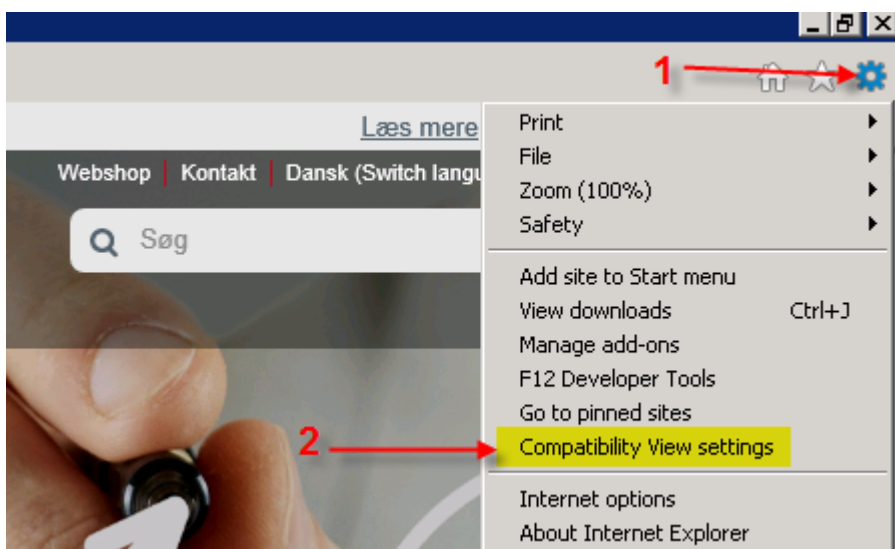 1
Læs mere
Webshop Kontakt Dansk (Switch langu
Søg
Print
File
Zoom (100%)
Safety
Add site to Start menu
View downloads Ctrl+J
Manage add-ons
F12 Developer Tools
Go to pinned sites
2
Compatibility View settings
Internet options
About Internet Explorer